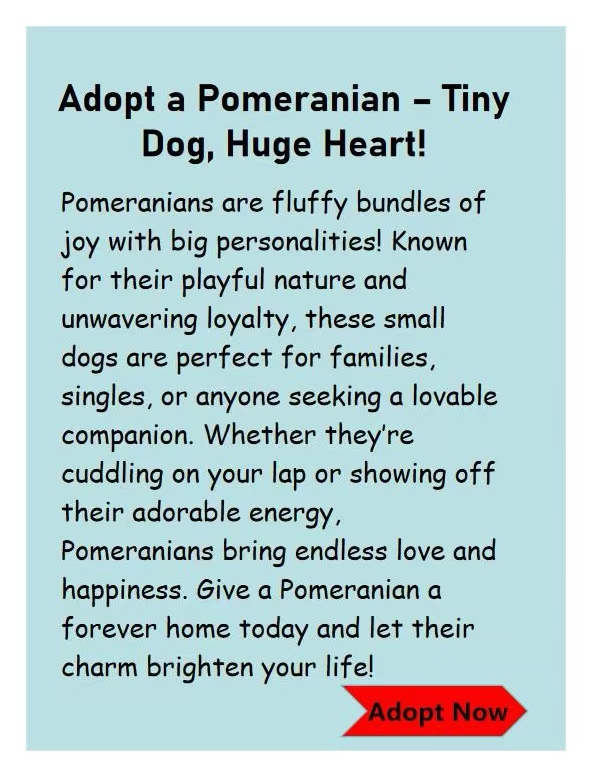 Adopt a Pomeranian – Tiny
Dog, Huge Heart!
Pomeranians are fluffy bundles of
joy with big personalities! Known
for their playful nature and
unwavering loyalty, these small
dogs are perfect for families,
singles, or anyone seeking a lovable
companion. Whether they're
cuddling on your lap or showing off
their adorable energy,
Pomeranians bring endless love and
happiness. Give a Pomeranian a
forever home today and let their
charm brighten your life!
Adopt Now